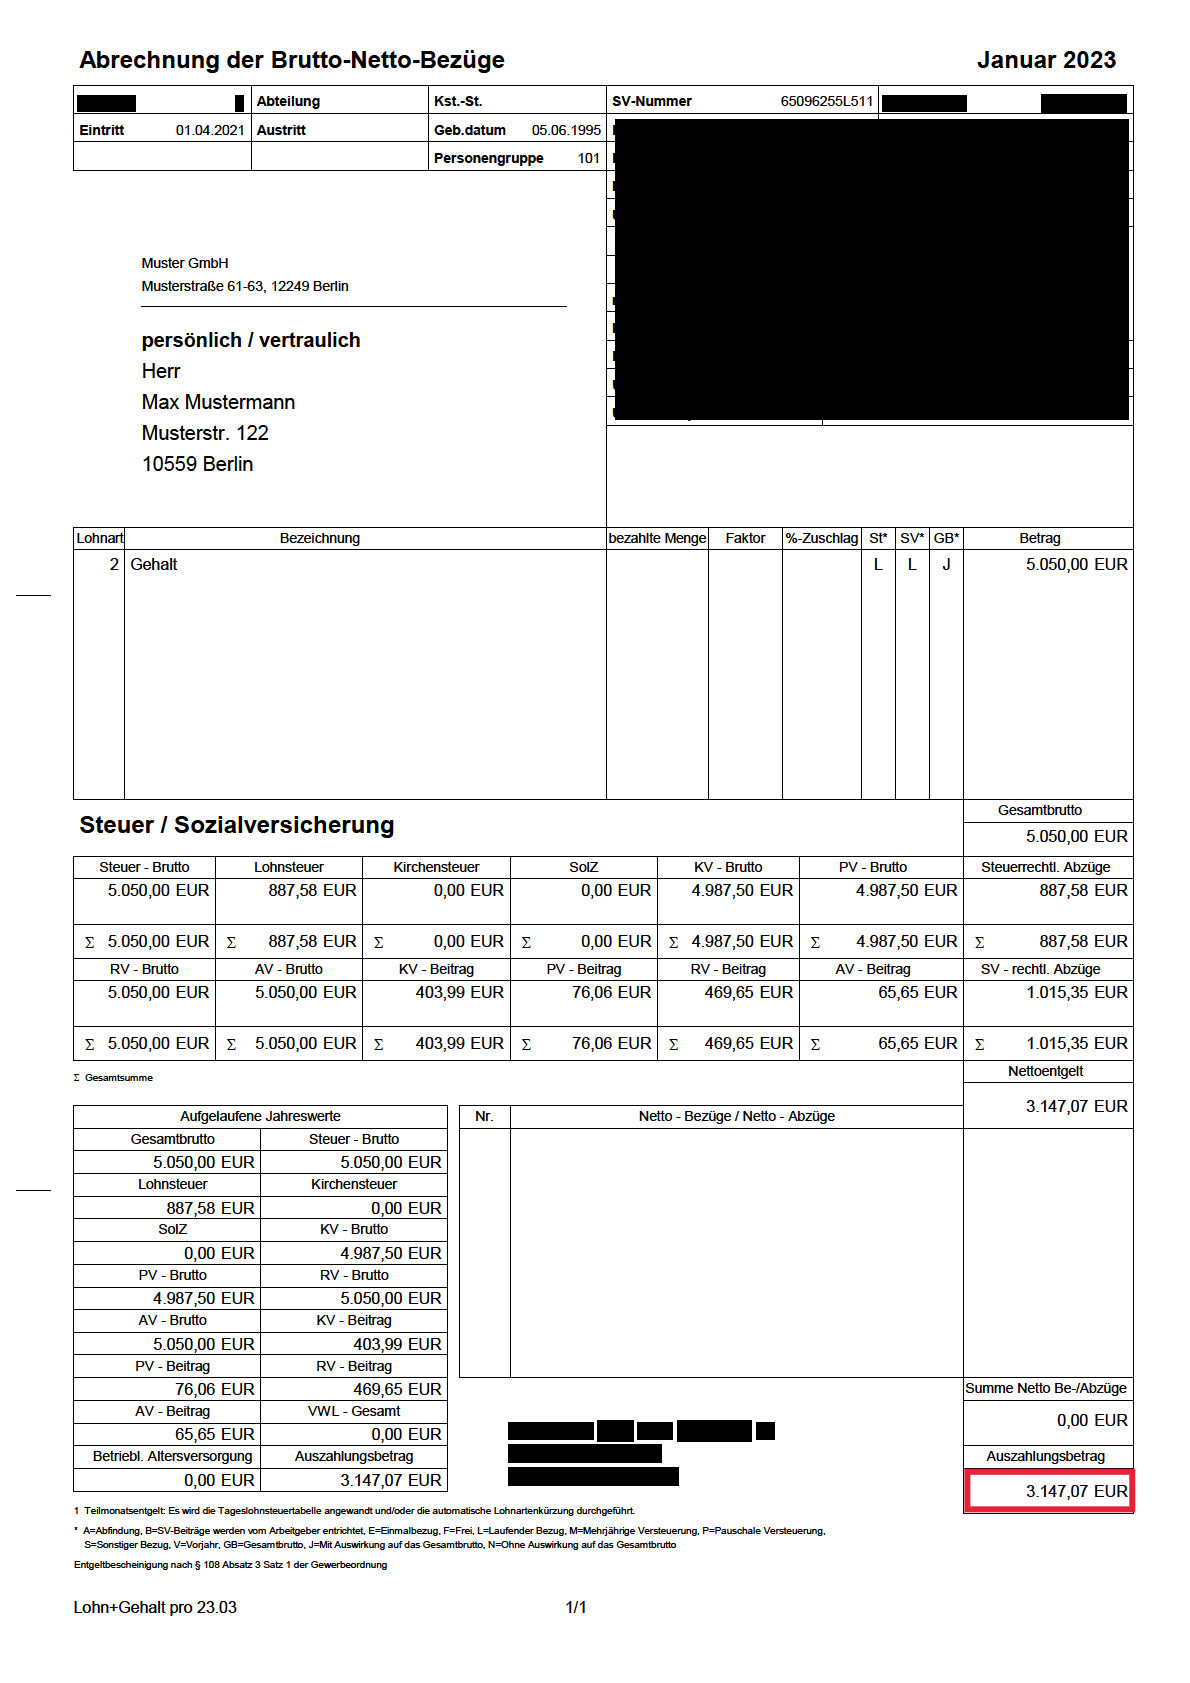 Abrechnung der Brutto-Netto-Bezüge Januar 2023
Abteilung Kst.-St. SV-Nummer 65096255L511
Eintritt 01.04.2021 Austritt Geb.datum 05.06.1995
Personengruppe 101
Muster GmbH
Musterstraße 61-63, 12249 Berlin
persönlich / vertraulich
Herr
Max Mustermann
Musterstr. 122
10559 Berlin
Lohnart Bezeichnung bezahlte Menge Faktor %-Zuschlag St* SV* GB* Betrag
2 Gehalt L L J 5.050,00 EUR
Gesamtbrutto
Steuer / Sozialversicherung
5.050,00 EUR
Steuer - Brutto Lohnsteuer Kirchensteuer SolZ KV - Brutto PV - Brutto Steuerrechtl. Abzüge
5.050,00 EUR 887,58 EUR 0,00 EUR 0,00 EUR 4.987,50 EUR 4.987,50 EUR 887,58 EUR
Σ 5.050,00 EUR Σ 887,58 EUR Σ 0,00 EUR Σ 0,00 EUR Σ 4.987,50 EUR Σ 4.987,50 EUR Σ 887,58 EUR
RV - Brutto AV - Brutto KV - Beitrag PV - Beitrag RV - Beitrag AV - Beitrag SV - rechtl. Abzüge
5.050,00 EUR 5.050,00 EUR 403,99 EUR 76,06 EUR 469,65 EUR 65,65 EUR 1.015,35 EUR
Σ 5.050,00 EUR Σ 5.050,00 EUR Σ 403,99 EUR Σ 76,06 EUR Σ 469,65 EUR Σ 65,65 EUR Σ 1.015,35 EUR
Σ Gesamtsumme Nettoentgelt
3.147,07 EUR
Aufgelaufene Jahreswerte Nr. Netto - Bezüge / Netto - Abzüge
Gesamtbrutto Steuer - Brutto
5.050,00 EUR 5.050,00 EUR
Lohnsteuer Kirchensteuer
887,58 EUR 0,00 EUR
SolZ KV - Brutto
0,00 EUR 4.987,50 EUR
PV - Brutto RV - Brutto
4.987,50 EUR 5.050,00 EUR
AV - Brutto KV - Beitrag
5.050,00 EUR 403,99 EUR
PV - Beitrag RV - Beitrag
76,06 EUR 469,65 EUR
Summe Netto Be-/Abzüge
AV - Beitrag VWL - Gesamt
0,00 EUR
65,65 EUR 0,00 EUR
Betriebl. Altersversorgung Auszahlungsbetrag Auszahlungsbetrag
0,00 EUR 3.147,07 EUR
3.147,07 EUR
1 Teilmonatsentgelt: Es wird die Tageslohnsteuertabelle angewandt und/oder die automatische Lohnartenkürzung durchgeführt.
* A=Abfindung, B=SV-Beiträge werden vom Arbeitgeber entrichtet, E=Einmalbezug, F=Frei, L=Laufender Bezug, M=Mehrjährige Versteuerung, P=Pauschale Versteuerung,
S=Sonstiger Bezug, V=Vorjahr, GB=Gesamtbrutto, J=Mit Auswirkung auf das Gesamtbrutto, N=Ohne Auswirkung auf das Gesamtbrutto
Entgeltbescheinigung nach § 108 Absatz 3 Satz 1 der Gewerbeordnung
Lohn+Gehalt pro 23.03 1/1